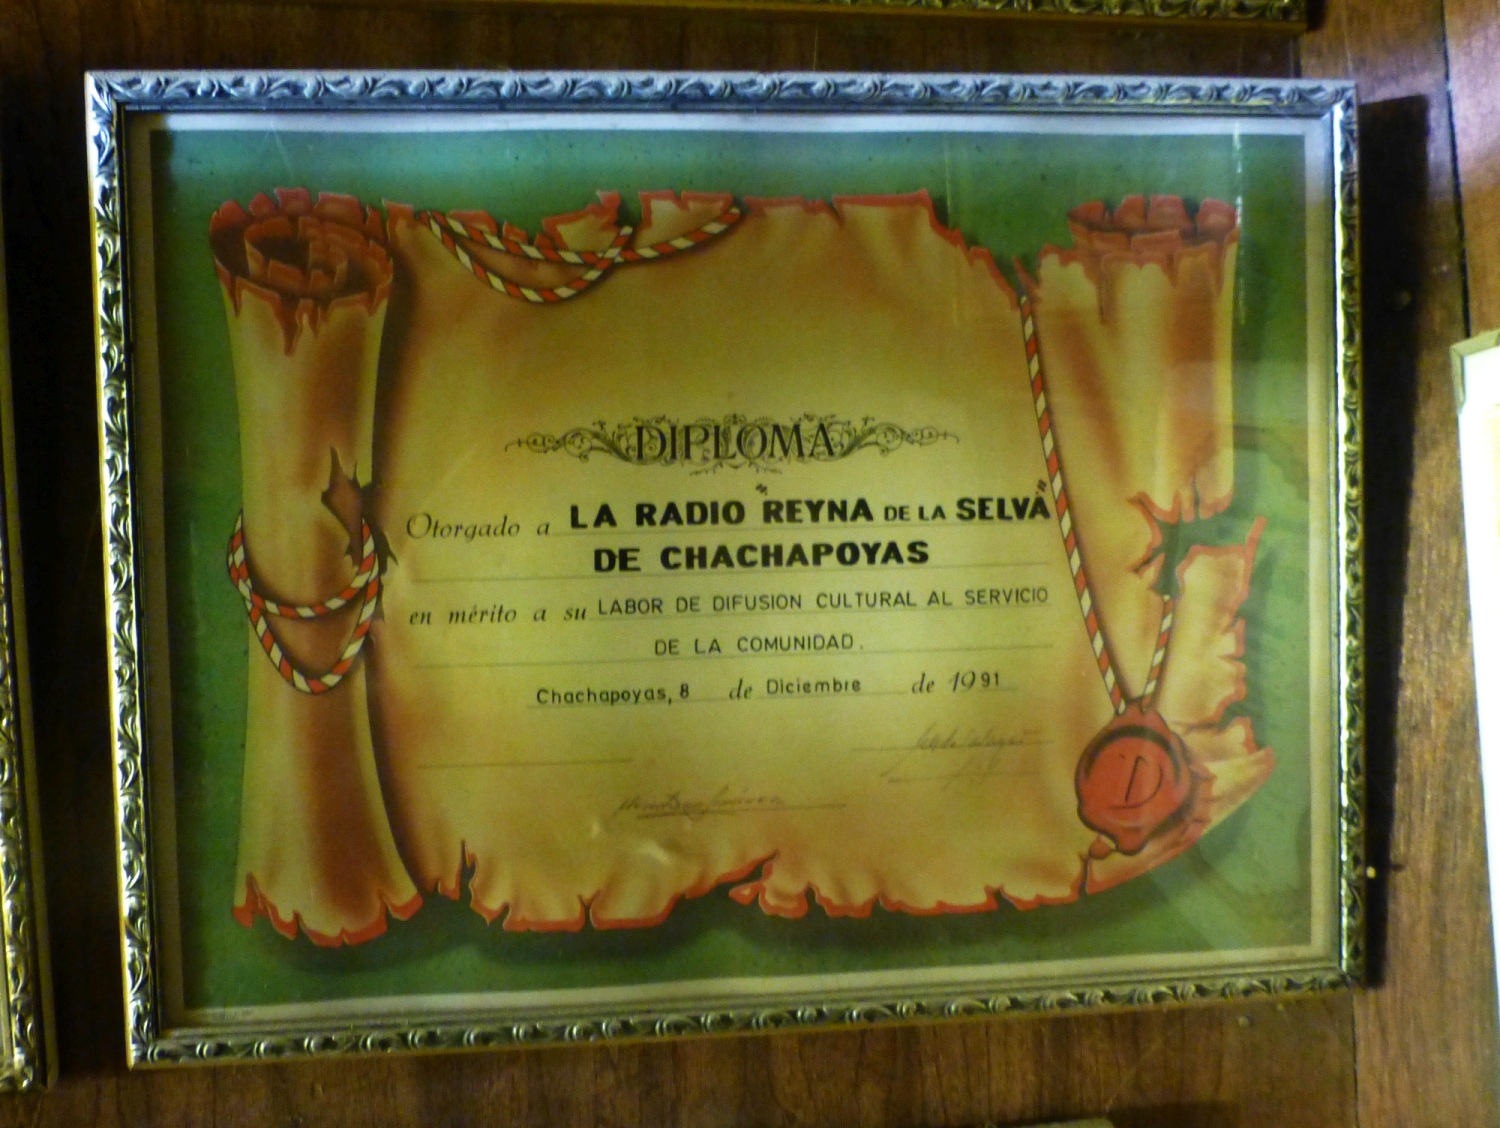 DIPLOMA
Otorgado a LA RADIO "REYNA DE LA SELVA"
DE CHACHAPOYAS
en mérito a su LABOR DE DIFUSION CULTURAL AL SERVICIO
DE LA COMUNIDAD.
Chachapoyas, 8 de Diciembre de 1991
D